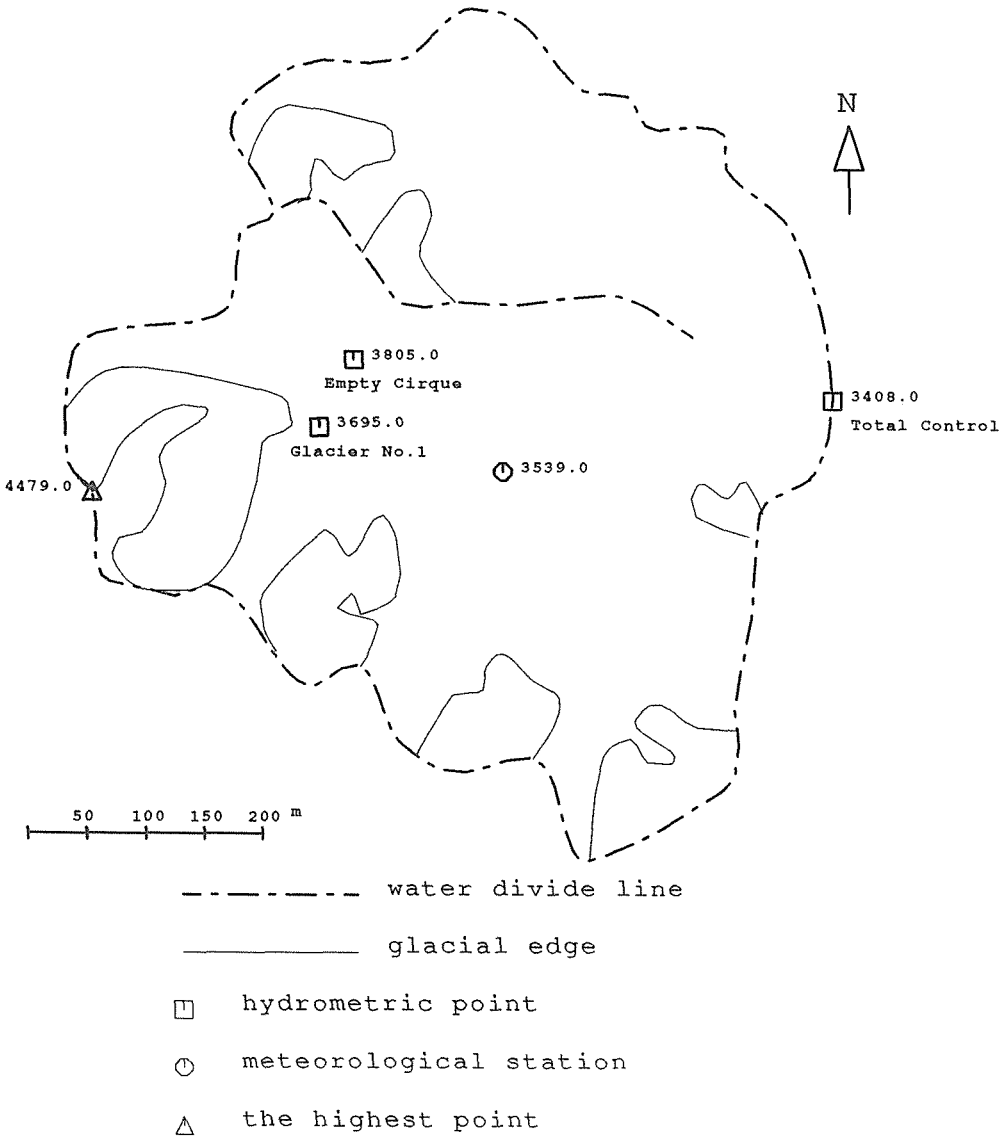 N
3805.0
Empty Cirque
3695.0
Glacier No.1
3408.0
Total Control
3539.0
4479.0
50 100 150 200 m
water divide line
glacial edge
hydrometric point
meteorological station
the highest point